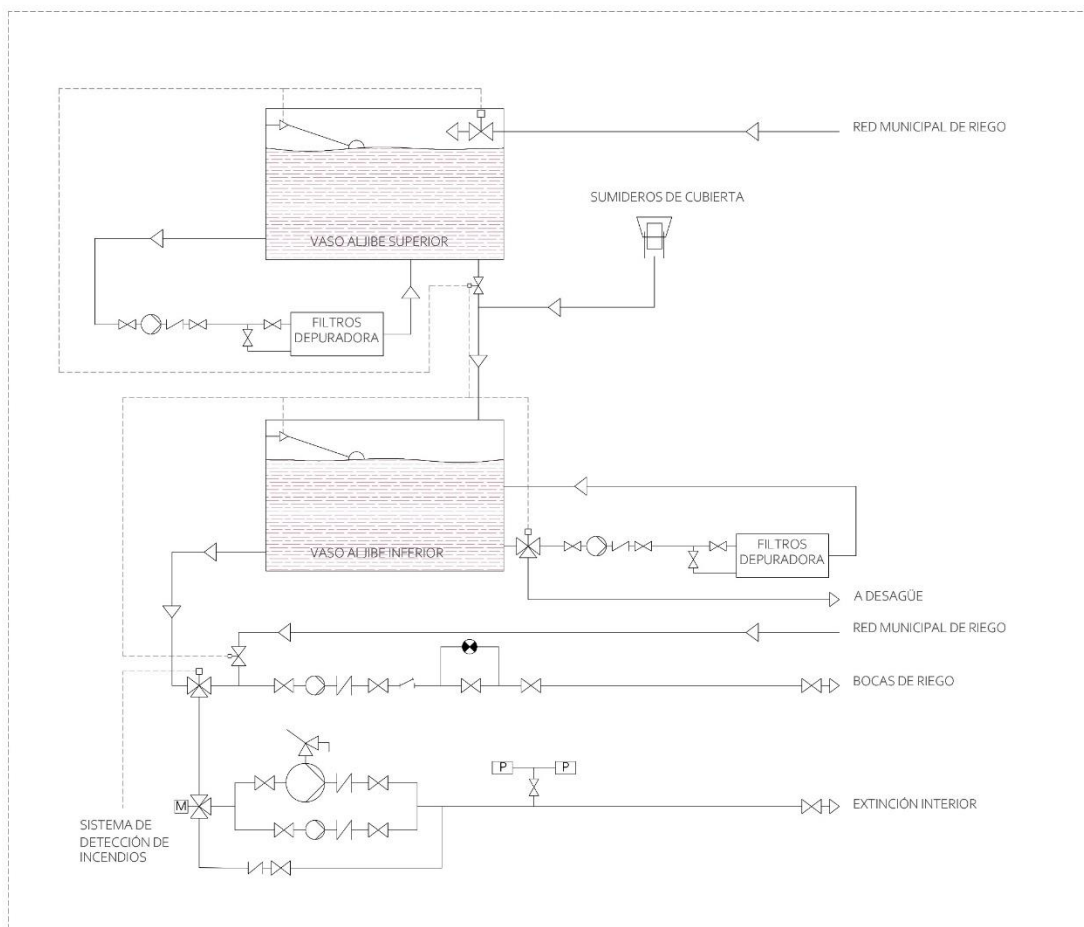 RED MUNICIPAL DE RIEGO
SUMIDEROS DE CUBIERTA
VASO ALJIBE SUPERIOR
FILTROS
DEPURADORA
VASO ALJIBE INFERIOR
FILTROS
DEPURADORA
A DESAGÜE
RED MUNICIPAL DE RIEGO
BOCAS DE RIEGO
P P
M
EXTINCIÓN INTERIOR
SISTEMA DE
DETECCIÓN DE
INCENDIOS